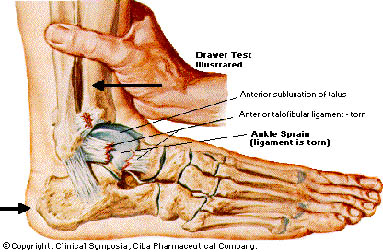 Drawer Test
Illustrated
Anterior subluxation of talus
Anterior talofibular ligament - torn
Ankle Sprain
(ligament is torn)
© Copyright, Clinical Symposia, Ciba Pharmaceutical Company.